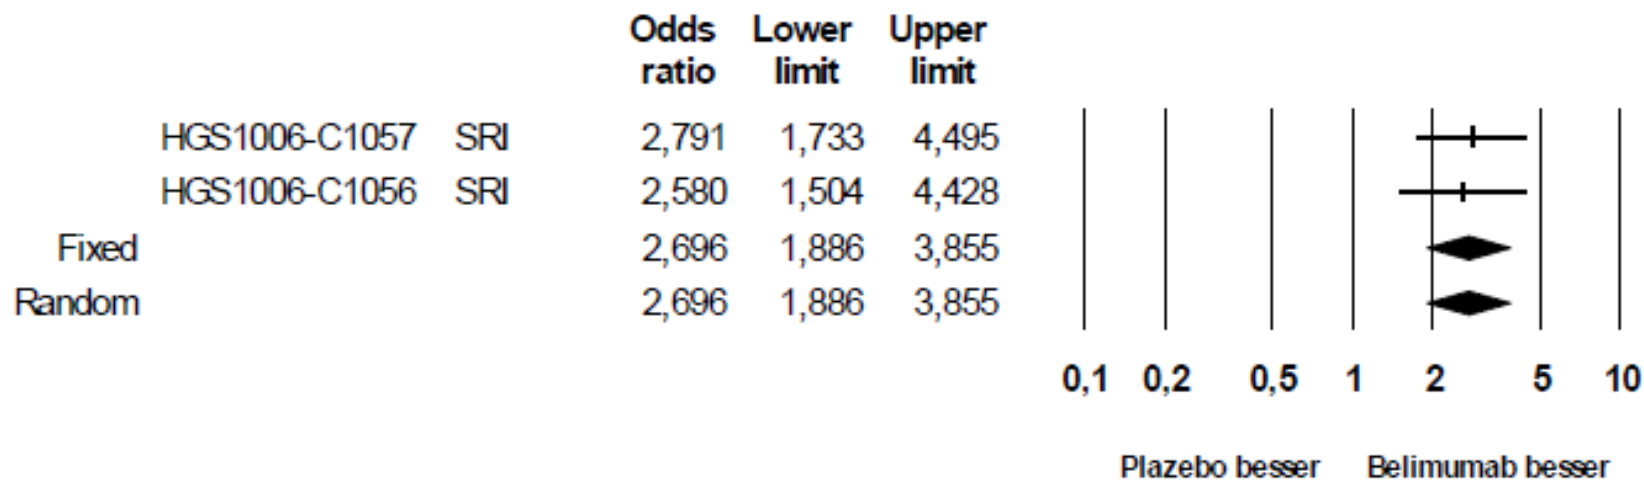 Odds Lower Upper
ratio limit limit
HGS1006-C1057 SRI 2,791 1,733 4,495
HGS1006-C1056 SRI 2,580 1,504 4,428
Fixed 2,696 1,886 3,855
Random 2,696 1,886 3,855
0,1 0,2 0,5 1 2 5 10
Plazebo besser Belimumab besser